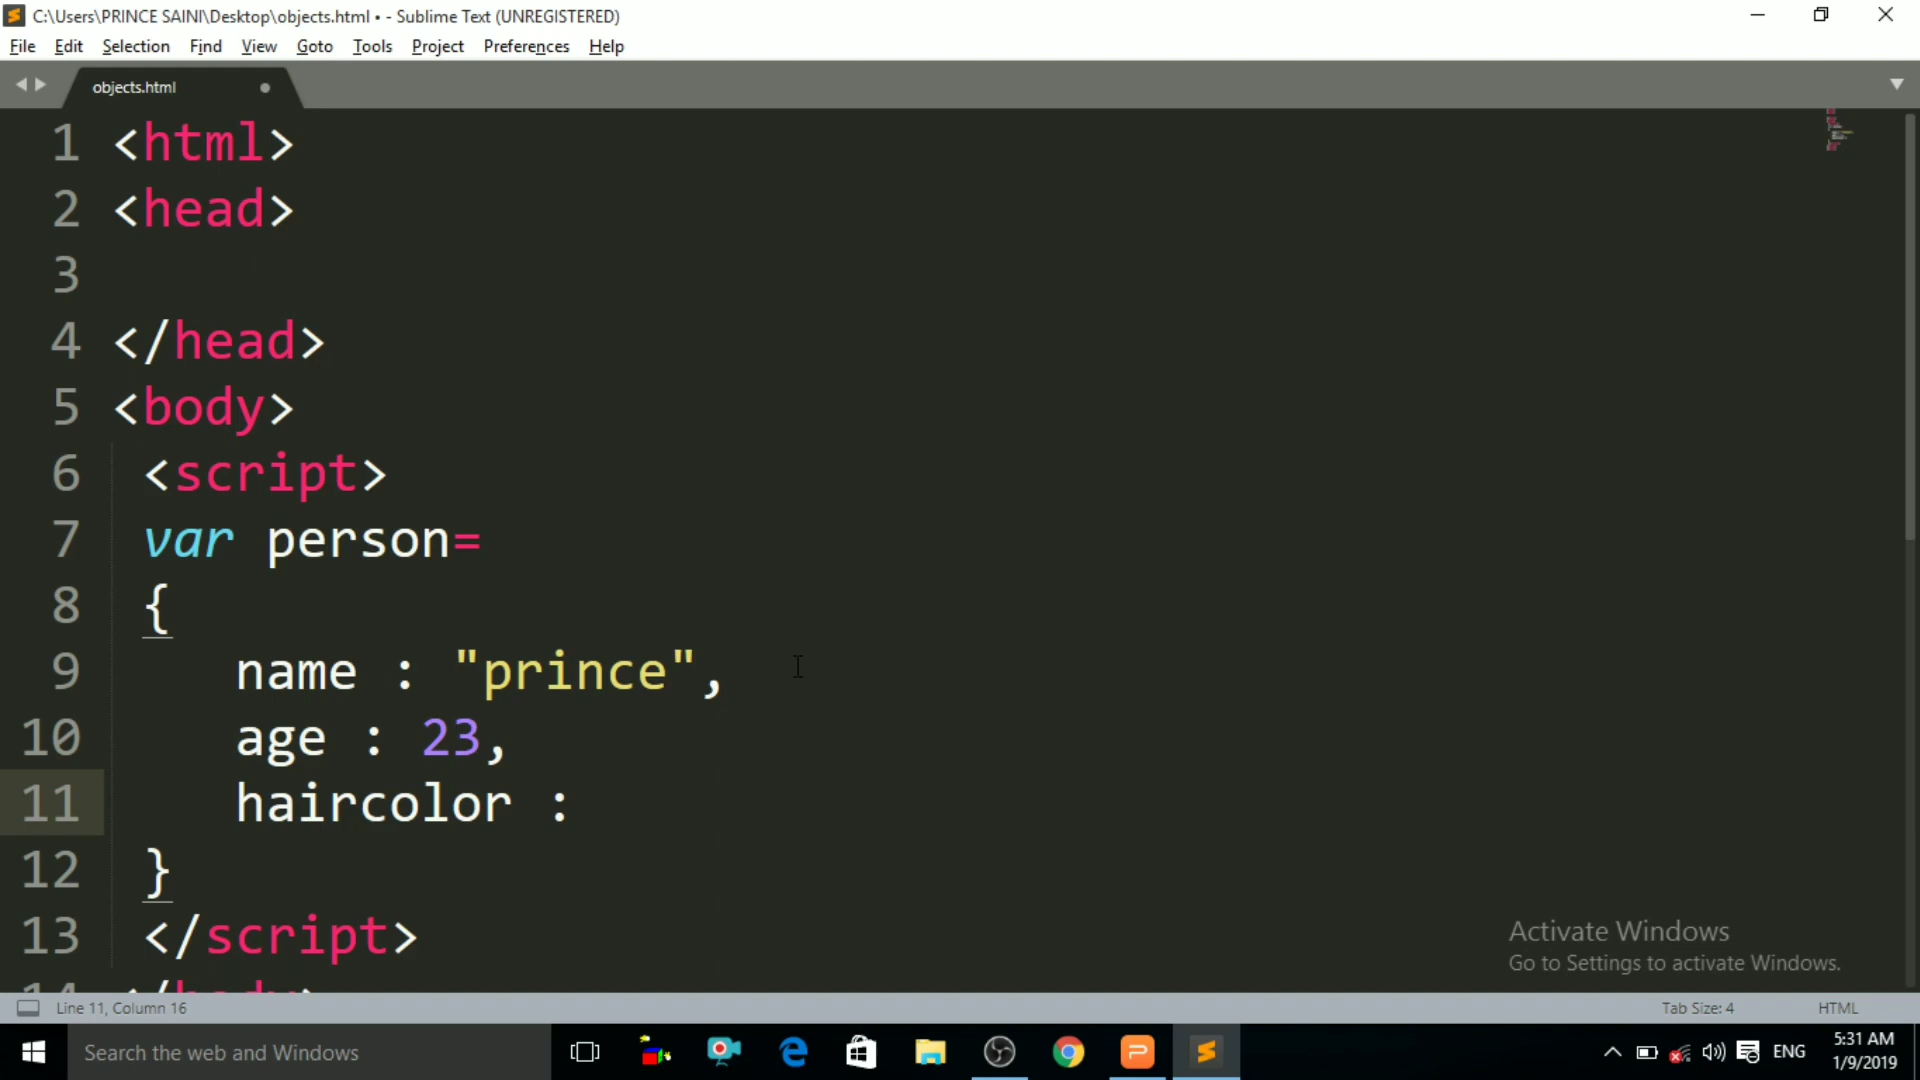 C:\Users\PRINCE SAINI\Desktop\objects.html • - Sublime Text (UNREGISTERED)
File Edit Selection Find View Goto Tools Project Preferences Help
objects.html
1 <html>
2 <head>
3
4 </head>
5 <body>
6 <script>
7 var person=
8 {
9 name : "prince",
10 age : 23,
11 haircolor :
12 }
13 </script>
14 </body>
Activate Windows
Go to Settings to activate Windows.
Line 11, Column 16 Tab Size: 4 HTML
Search the web and Windows
ENG
5:31 AM
1/9/2019